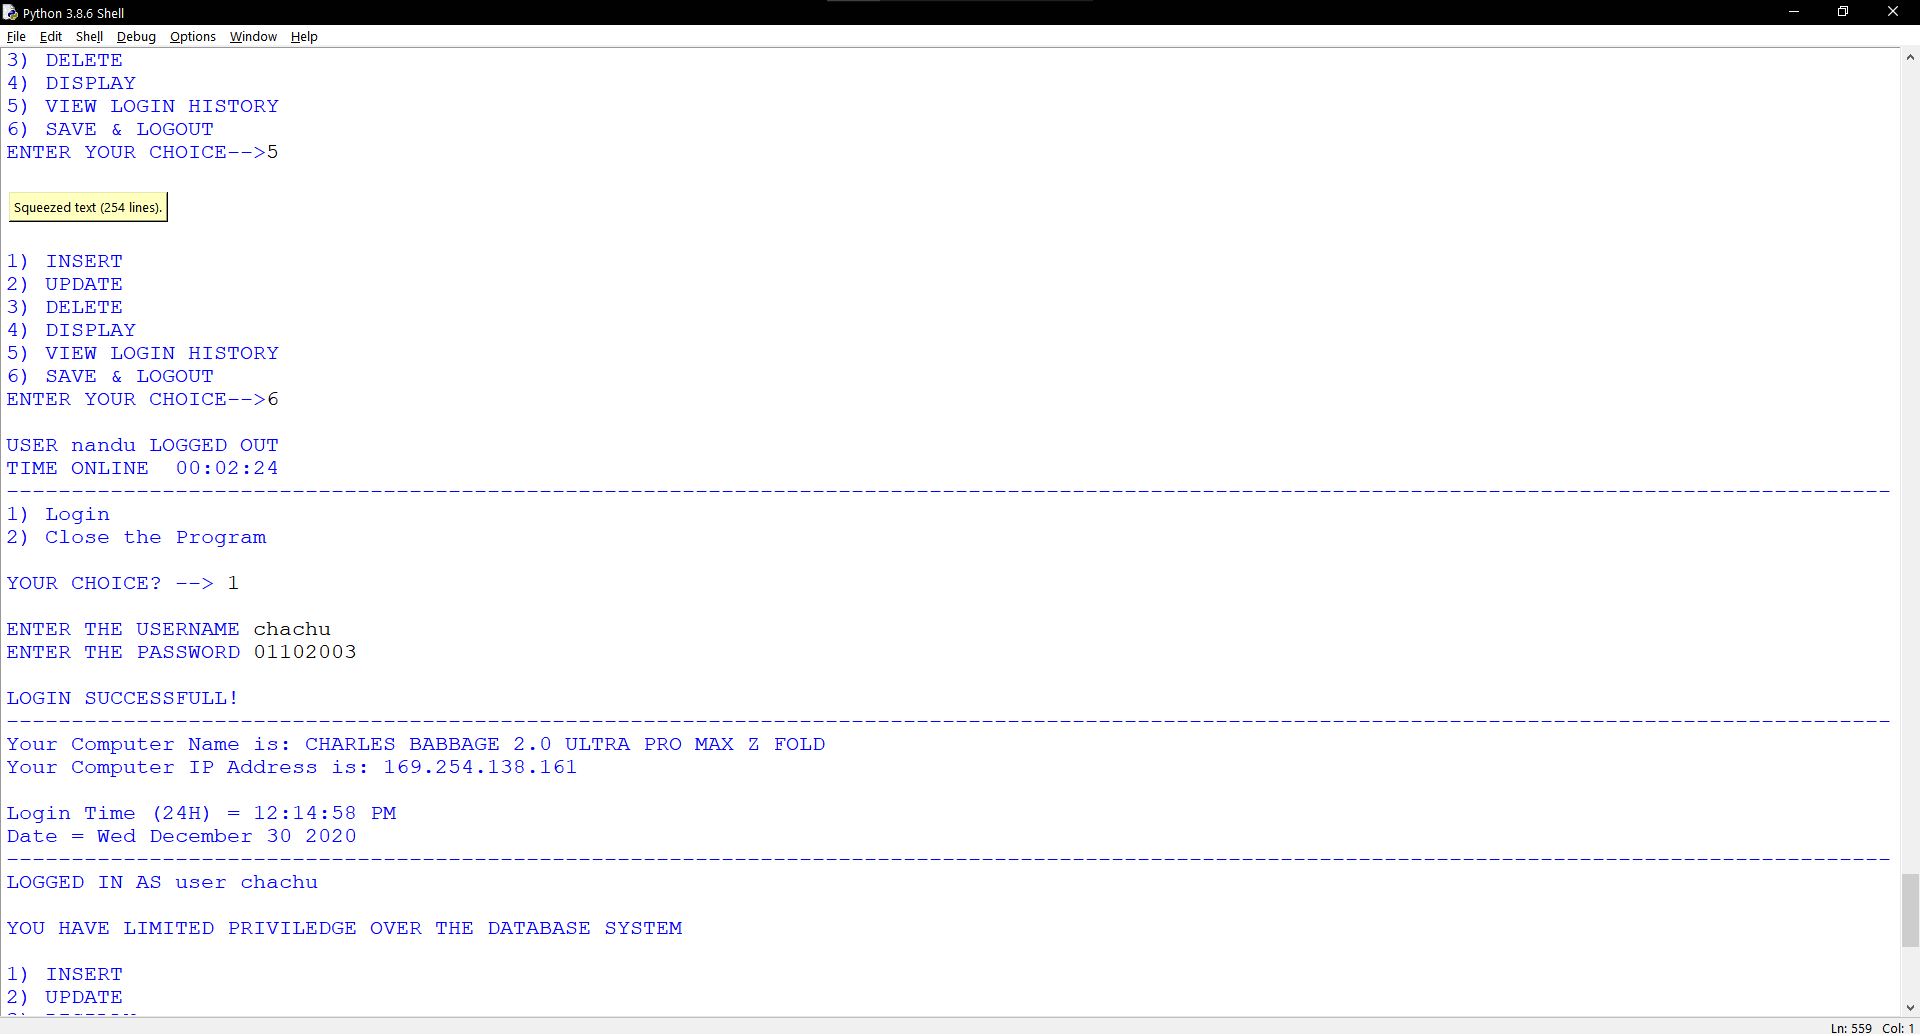 Python 3.8.6 Shell
File Edit Shell Debug Options Window Help
3) DELETE
4) DISPLAY
5) VIEW LOGIN HISTORY
6) SAVE & LOGOUT
ENTER YOUR CHOICE-->5
Squeezed text (254 lines).
1) INSERT
2) UPDATE
3) DELETE
4) DISPLAY
5) VIEW LOGIN HISTORY
6) SAVE & LOGOUT
ENTER YOUR CHOICE-->6
USER nandu LOGGED OUT
TIME ONLINE  00:02:24
-------------------------------------------------------------------------------------------------------------------------------------------------
1) Login
2) Close the Program
YOUR CHOICE? --> 1
ENTER THE USERNAME chachu
ENTER THE PASSWORD 01102003
LOGIN SUCCESSFULL!
-------------------------------------------------------------------------------------------------------------------------------------------------
Your Computer Name is: CHARLES BABBAGE 2.0 ULTRA PRO MAX Z FOLD
Your Computer IP Address is: 169.254.138.161
Login Time (24H) = 12:14:58 PM
Date = Wed December 30 2020
-------------------------------------------------------------------------------------------------------------------------------------------------
LOGGED IN AS user chachu
YOU HAVE LIMITED PRIVILEDGE OVER THE DATABASE SYSTEM
1) INSERT
2) UPDATE
Ln: 559 Col: 1